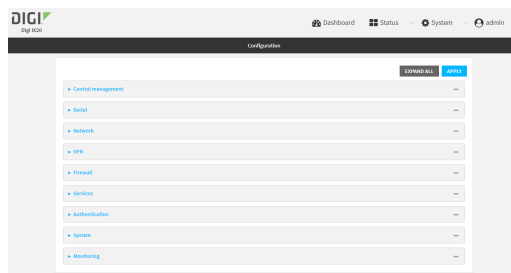 DIGI
Digi IX20
Dashboard Status System admin
Configuration
EXPAND ALL APPLY
Central management
Serial
Network
VPN
Firewall
Services
Authentication
System
Monitoring